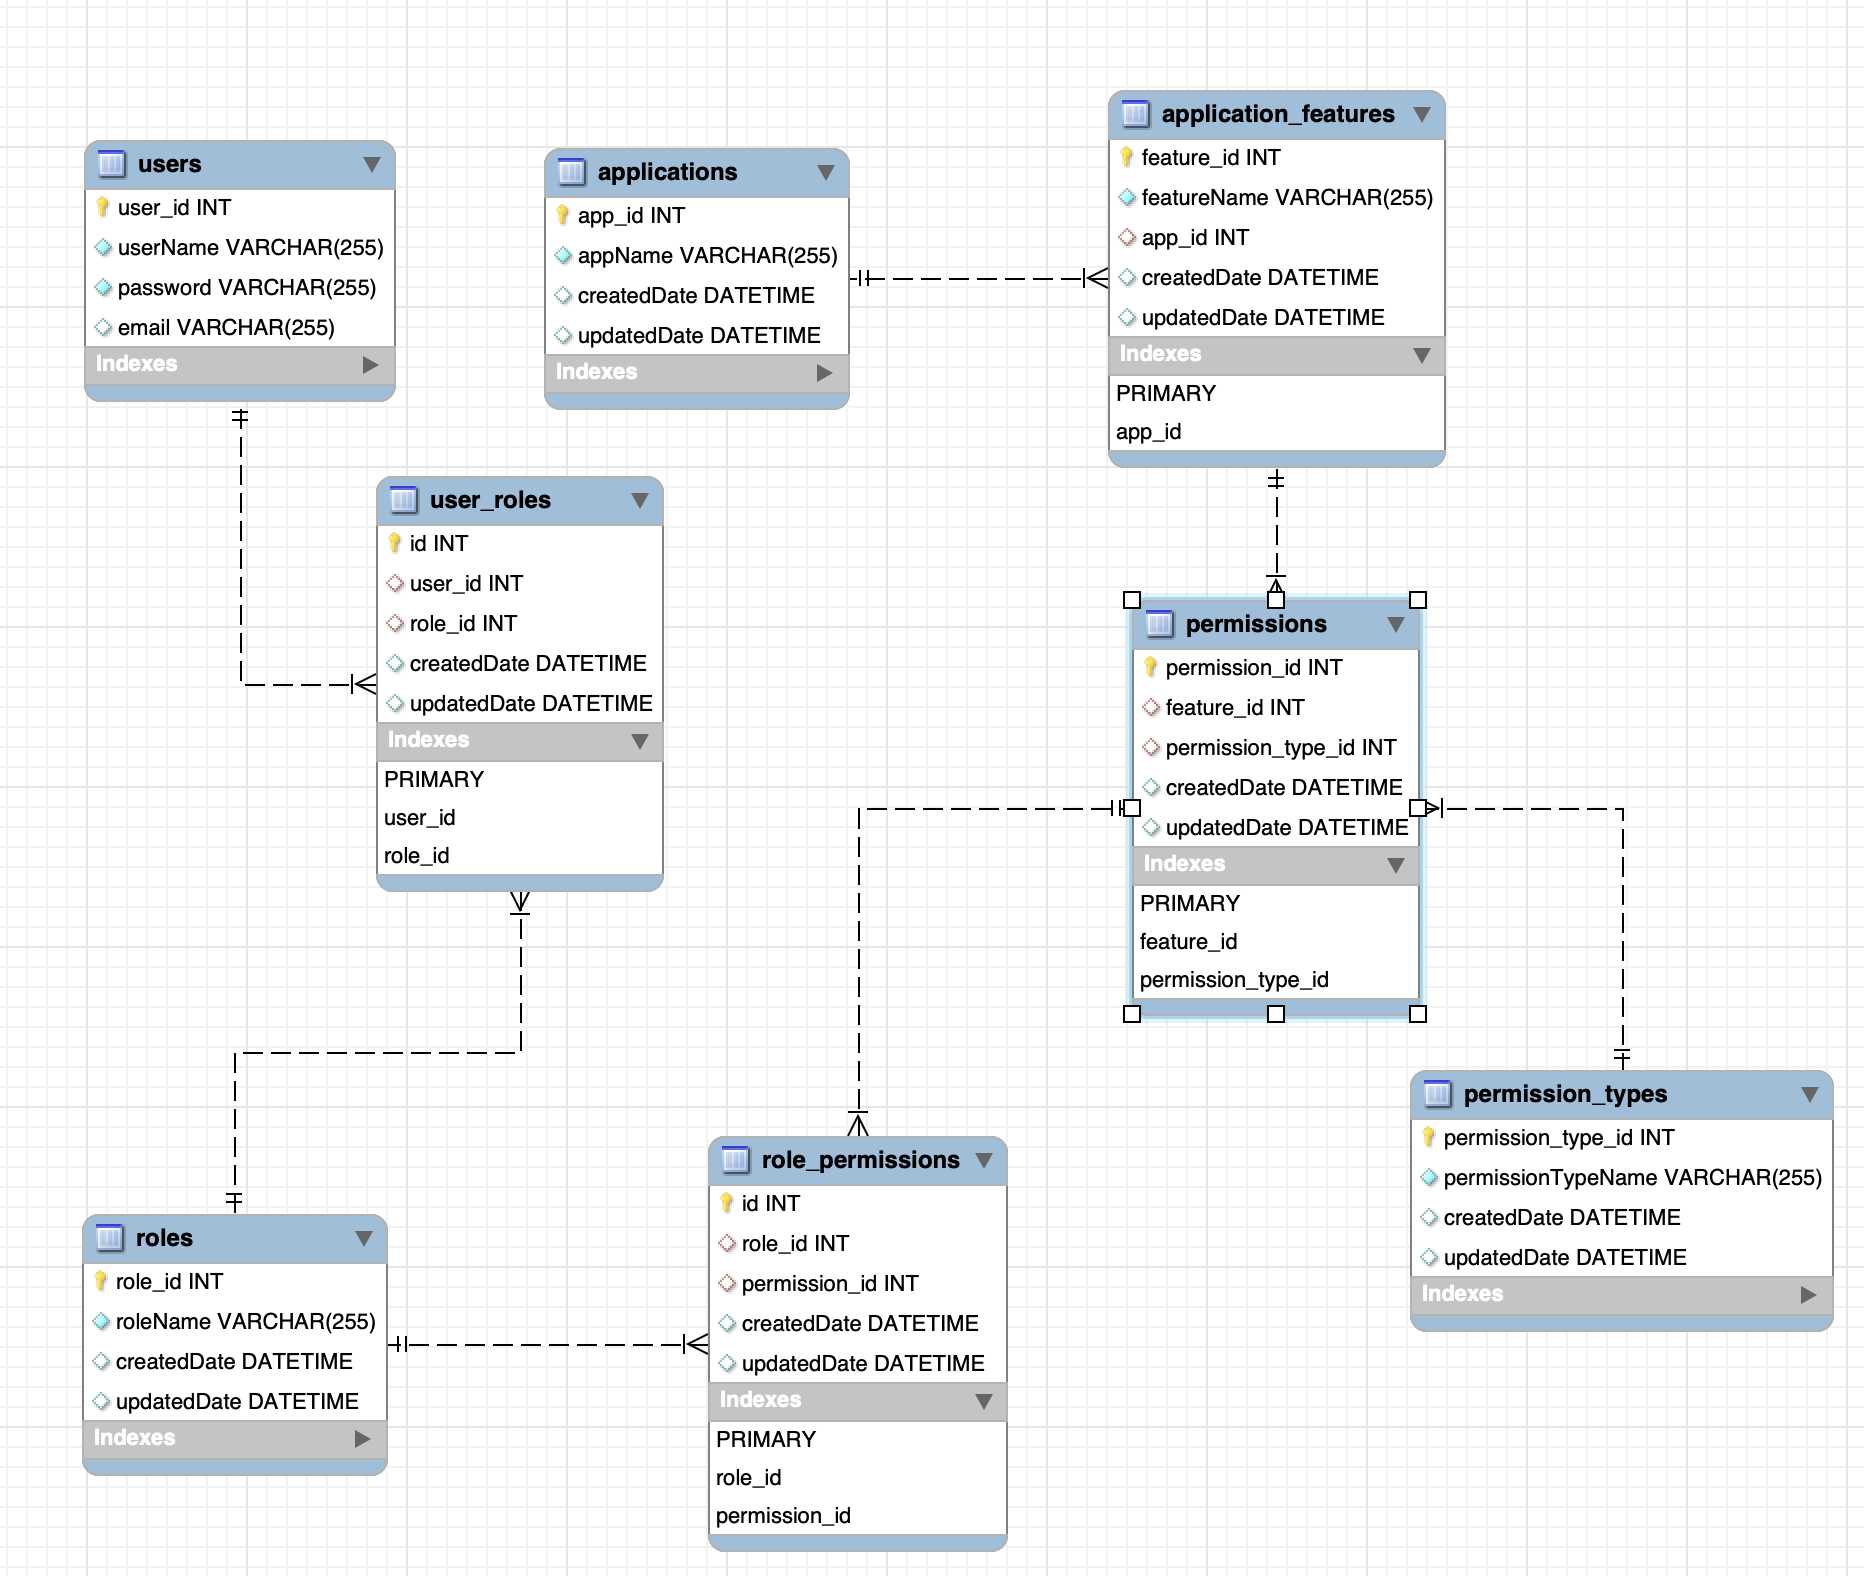 users
user_id INT
userName VARCHAR(255)
password VARCHAR(255)
email VARCHAR(255)
Indexes
applications
app_id INT
appName VARCHAR(255)
createdDate DATETIME
updatedDate DATETIME
Indexes
application_features
feature_id INT
featureName VARCHAR(255)
app_id INT
createdDate DATETIME
updatedDate DATETIME
Indexes
PRIMARY
app_id
user_roles
id INT
user_id INT
role_id INT
createdDate DATETIME
updatedDate DATETIME
Indexes
PRIMARY
user_id
role_id
permissions
permission_id INT
feature_id INT
permission_type_id INT
createdDate DATETIME
updatedDate DATETIME
Indexes
PRIMARY
feature_id
permission_type_id
permission_types
permission_type_id INT
permissionTypeName VARCHAR(255)
createdDate DATETIME
updatedDate DATETIME
Indexes
role_permissions
id INT
role_id INT
permission_id INT
createdDate DATETIME
updatedDate DATETIME
Indexes
PRIMARY
role_id
permission_id
roles
role_id INT
roleName VARCHAR(255)
createdDate DATETIME
updatedDate DATETIME
Indexes